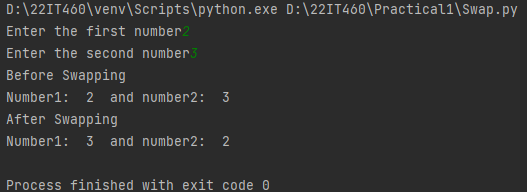 D:\22IT460\venv\Scripts\python.exe D:\22IT460\Practical1\Swap.py
Enter the first number2
Enter the second number3
Before Swapping
Number1:  2  and number2:  3
After Swapping
Number1:  3  and number2:  2

Process finished with exit code 0